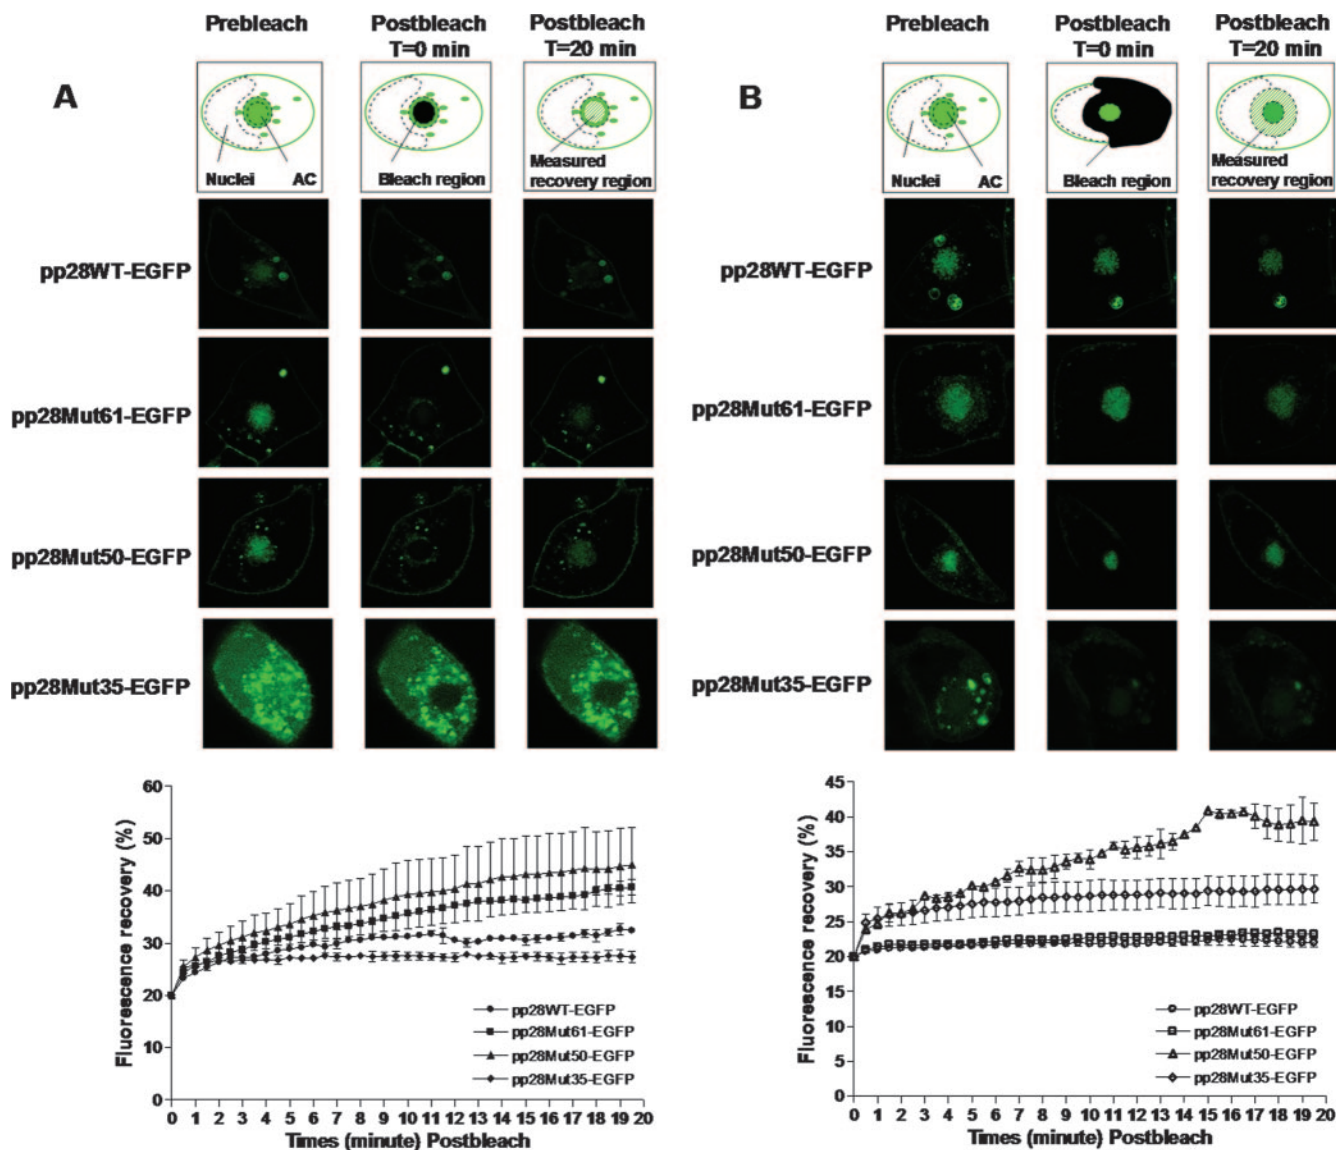 A
Prebleach
Postbleach
T=0 min
Postbleach
T=20 min
Nuclei
AC
Bleach region
Measured
recovery region
pp28WT-EGFP
pp28Mut61-EGFP
pp28Mut50-EGFP
pp28Mut35-EGFP
Fluorescence recovery (%)
60
50
40
30
20
10
0
pp28WT-EGFP
pp28Mut61-EGFP
pp28Mut50-EGFP
pp28Mut35-EGFP
0 1 2 3 4 5 6 7 8 9 10 11 12 13 14 15 16 17 18 19 20
Times (minute) Postbleach
B
Prebleach
Postbleach
T=0 min
Postbleach
T=20 min
Nuclei
AC
Bleach region
Measured
recovery region
pp28WT-EGFP
pp28Mut61-EGFP
pp28Mut50-EGFP
pp28Mut35-EGFP
Fluorescence recovery (%)
45
40
35
30
25
20
15
10
5
0
pp28WT-EGFP
pp28Mut61-EGFP
pp28Mut50-EGFP
pp28Mut35-EGFP
0 1 2 3 4 5 6 7 8 9 10 11 12 13 14 15 16 17 18 19 20
Times (minute) Postbleach